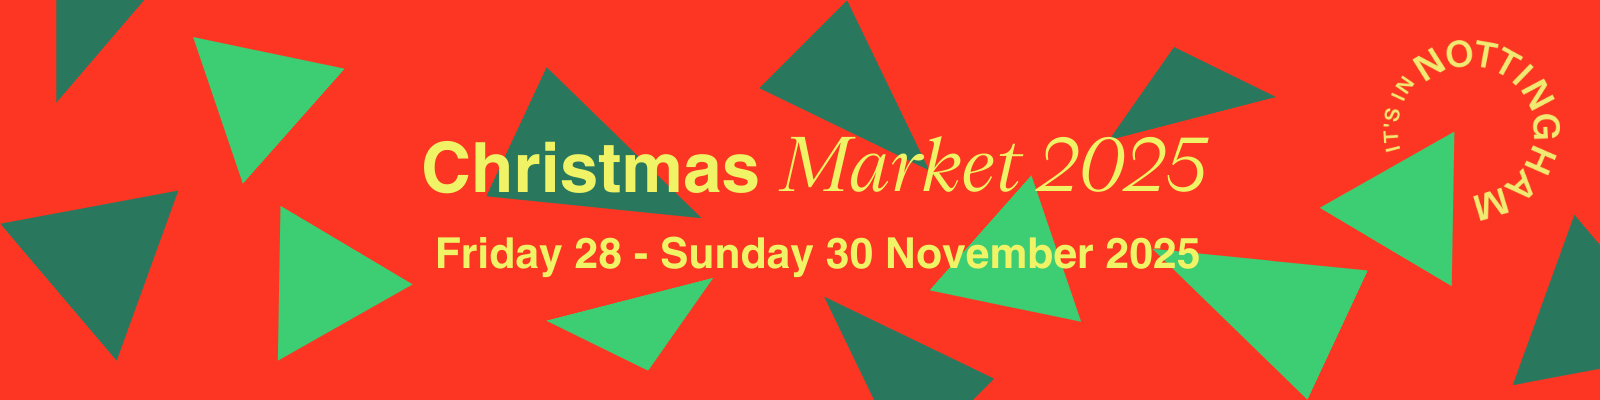 IT'S IN NOTTINGHAM
Christmas Market 2025
Friday 28 - Sunday 30 November 2025